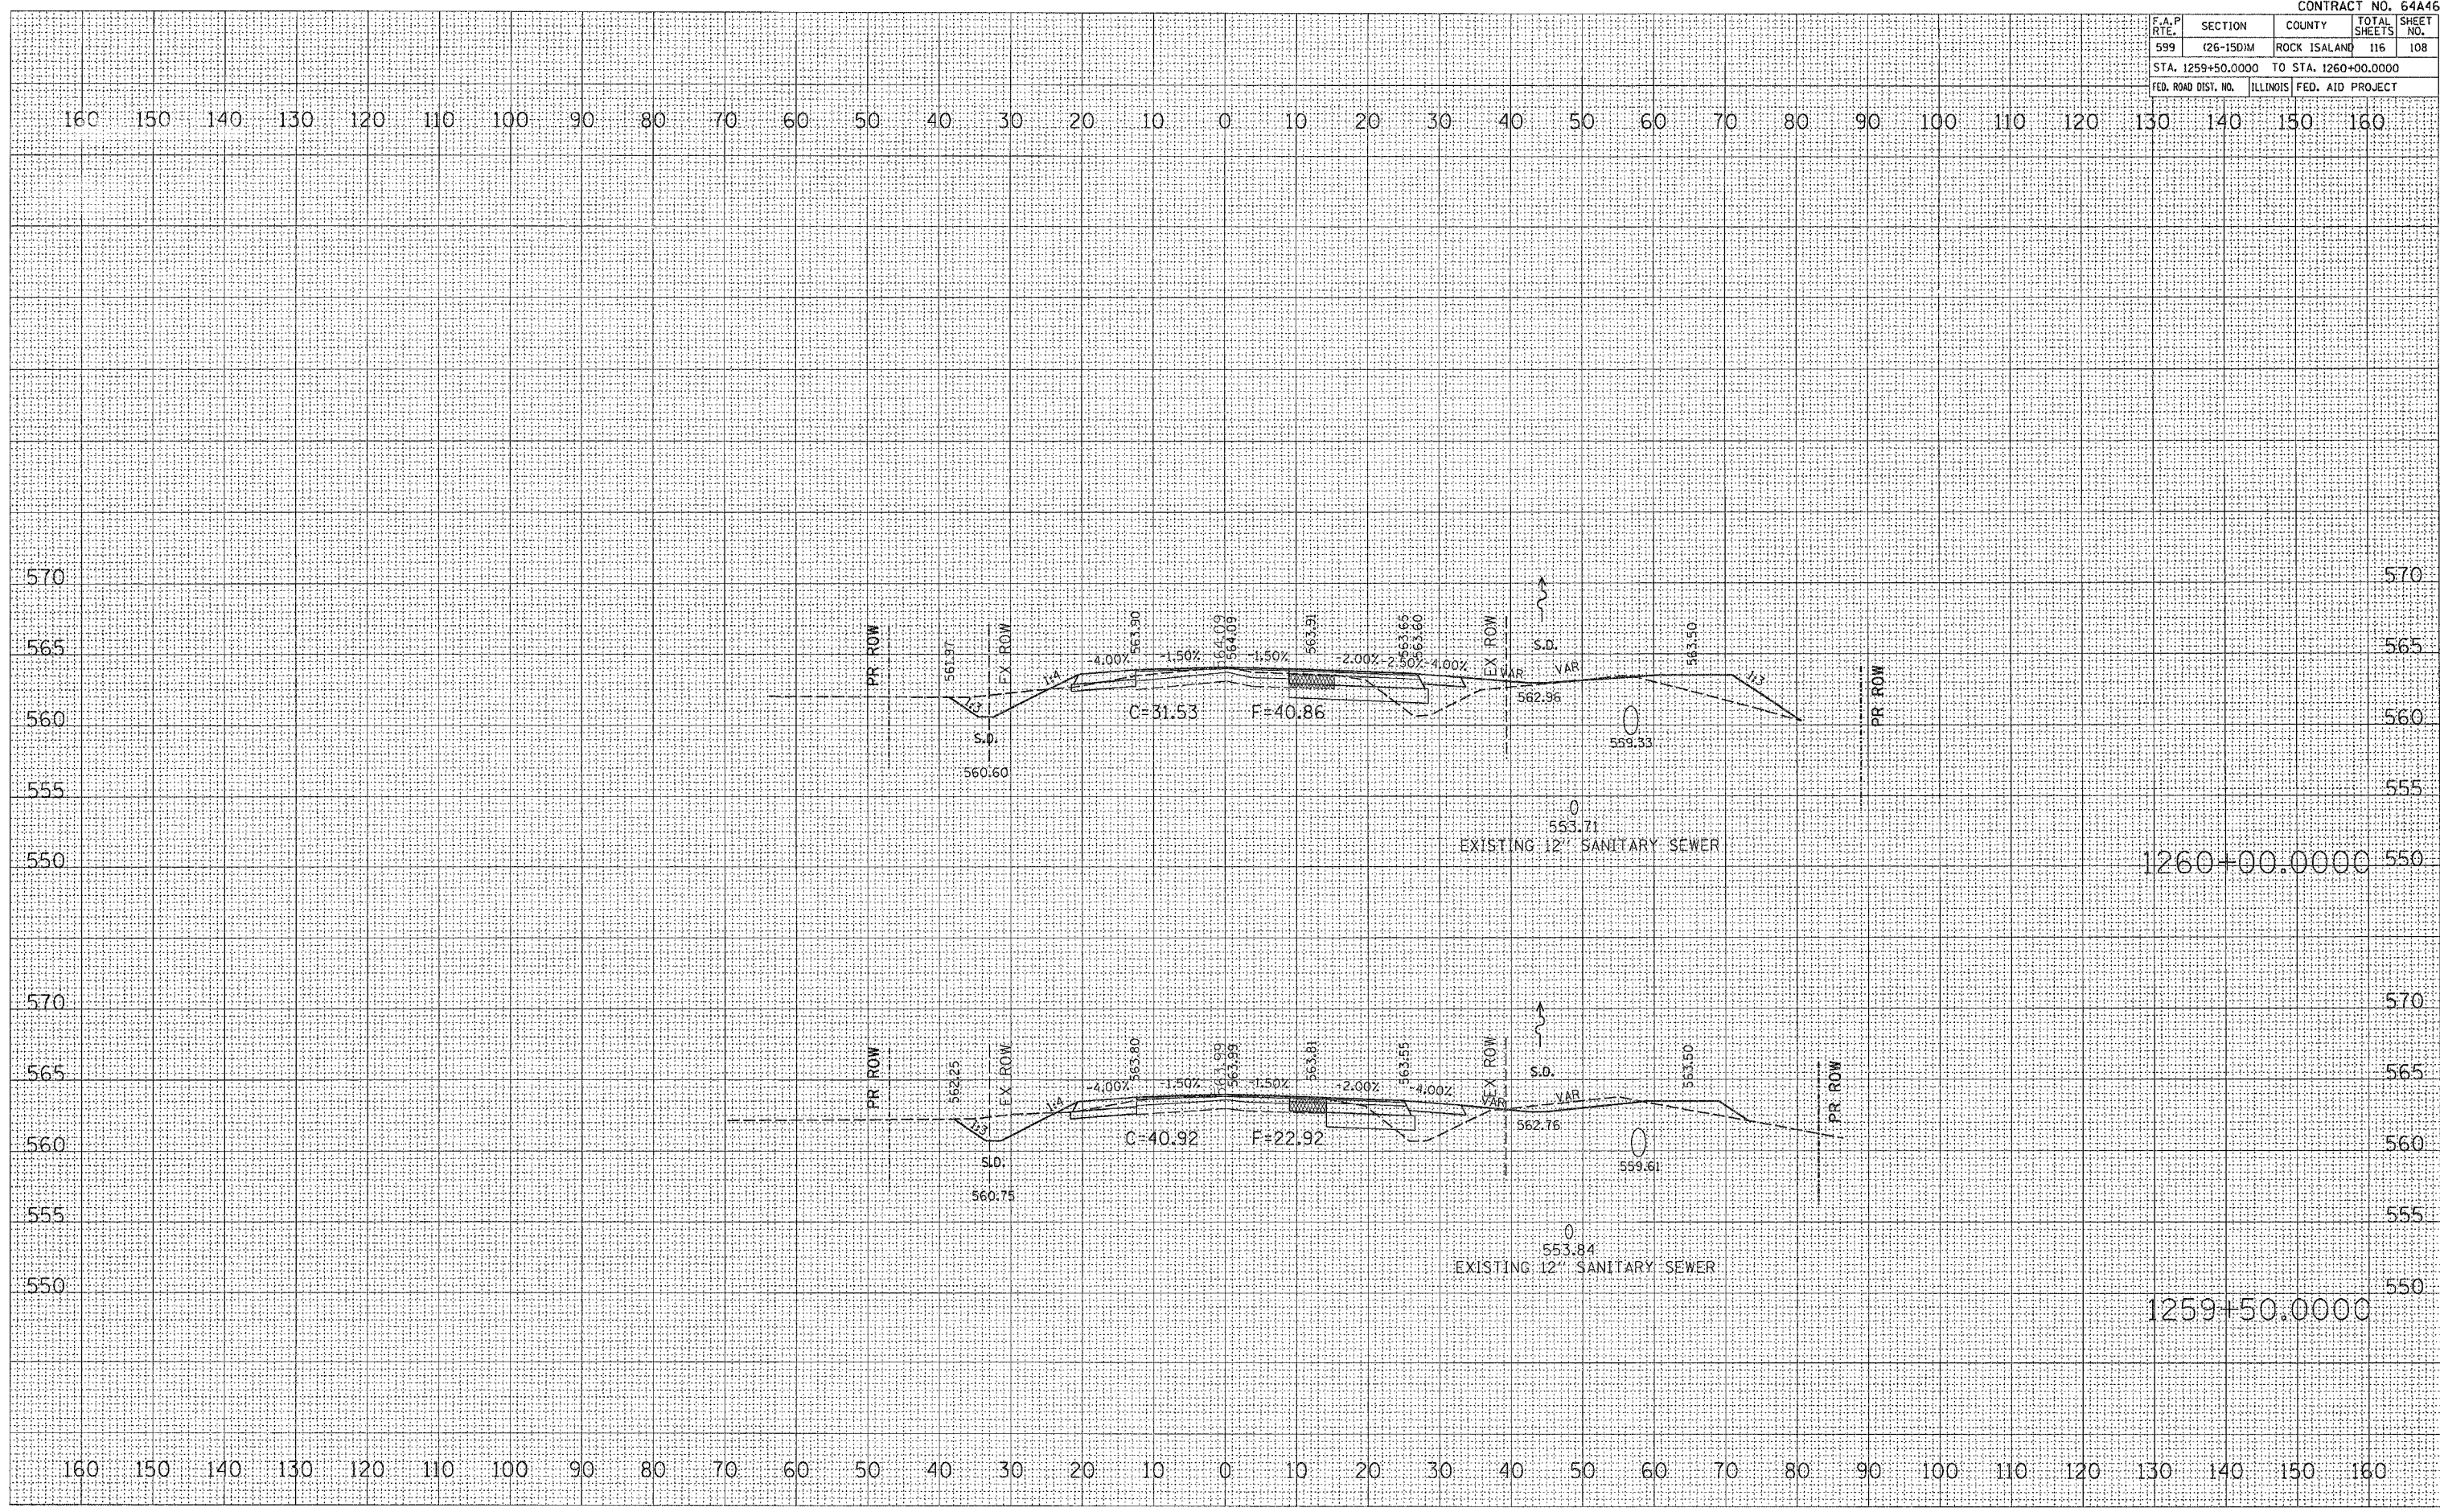 CONTRACT NO. 64A46
F.A.P RTE. SECTION COUNTY TOTAL SHEETS SHEET NO.
599 (26-15D)M ROCK ISALAND 116 108
STA. 1259+50.0000 TO STA. 1260+00.0000
FED. ROAD DIST. NO. ILLINOIS FED. AID PROJECT
160 150 140 130 120 110 100 90 80 70 60 50 40 30 20 10 0 10 20 30 40 50 60 70 80 90 100 110 120 130 140 150 160
570 570
565 PR ROW 561.97 EX ROW 563.90 564.09 564.09 563.91 563.65 563.60 EX ROW S.D. 563.50 PR ROW 565
1:4 -4.00% -1.50% -1.50% -2.00% -2.50% -4.00% VAR VAR 1:3
1:3 562.96
560 C=31.53 F=40.86 560
S.D. 559.33
560.60
555 555
553.71
EXISTING 12" SANITARY SEWER
550 1260+00.0000 550
570 570
565 PR ROW 562.25 EX ROW 563.80 563.99 563.99 563.81 563.55 EX ROW S.D. 563.50 PR ROW 565
1:4 -4.00% -1.50% -1.50% -2.00% -4.00% VAR VAR
1:3 562.76
560 C=40.92 F=22.92 560
S.D. 559.61
560.75
555 555
553.84
EXISTING 12" SANITARY SEWER
550 550
1259+50.0000
160 150 140 130 120 110 100 90 80 70 60 50 40 30 20 10 0 10 20 30 40 50 60 70 80 90 100 110 120 130 140 150 160